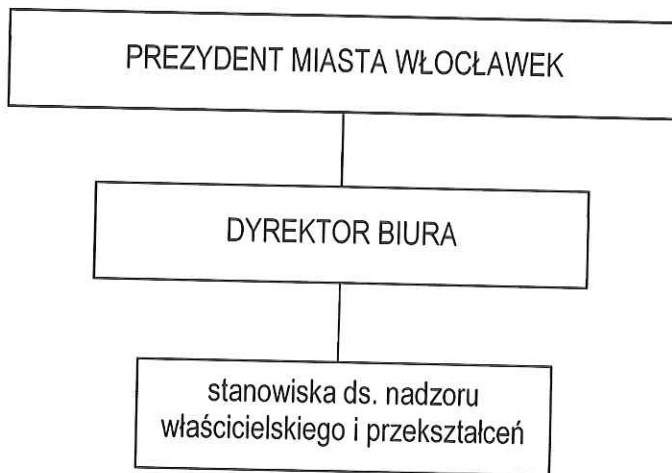 PREZYDENT MIASTA WŁOCŁAWEK
DYREKTOR BIURA
stanowiska ds. nadzoru
właścicielskiego i przekształceń